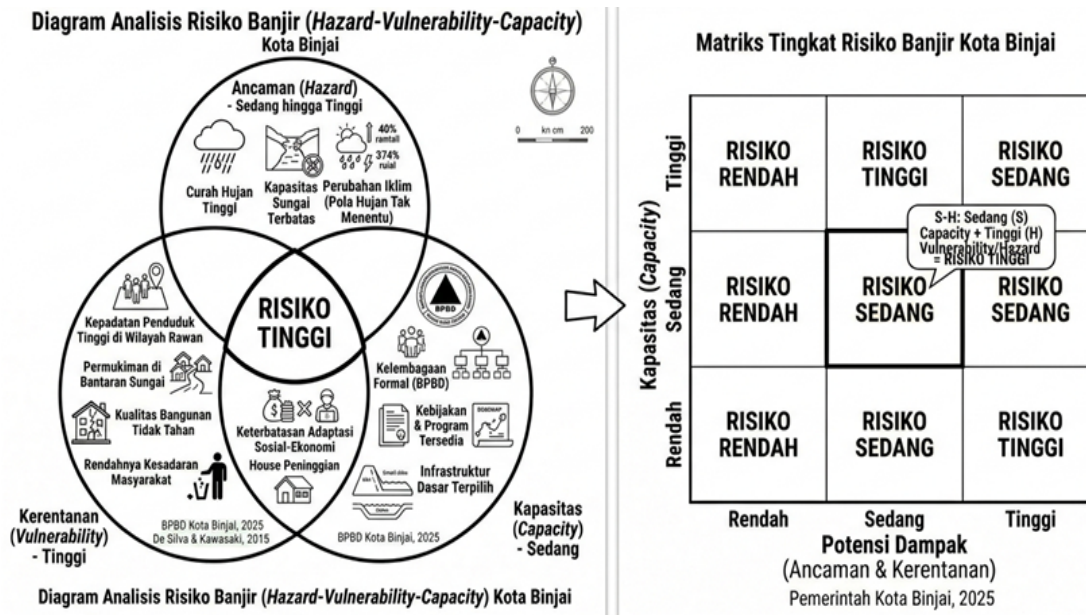 Diagram Analisis Risiko Banjir (Hazard-Vulnerability-Capacity)
Kota Binjai
Ancaman (Hazard)
- Sedang hingga Tinggi
40%
ramtall
374%
ruial
Curah Hujan
Tinggi
Kapasitas
Sungai
Terbatas
Perubahan Iklim
(Pola Hujan Tak
Menentu)
0 kn cm 200
RISIKO
TINGGI
Kepadatan Penduduk
Tinggi di Wilayah Rawan
Permukiman di
Bantaran Sungai
Kualitas Bangunan
Tidak Tahan
Rendahnya Kesadaran
Masyarakat
BPBD Kota Binjai, 2025
De Silva & Kawasaki, 2015
Kerentanan
(Vulnerability)
- Tinggi
Keterbatasan Adaptasi
Sosial-Ekonomi
House Peninggian
BPBD
Kelembagaan
Formal (BPBD)
Kebijakan
& Program
Tersedia
ROADMAP
Infrastruktur
Dasar Terpilih
BPBD Kota Binjai, 2025
Kapasitas
(Capacity)
- Sedang
Diagram Analisis Risiko Banjir (Hazard-Vulnerability-Capacity) Kota Binjai
Matriks Tingkat Risiko Banjir Kota Binjai
Kapasitas (Capacity)
Tinggi
RISIKO
RENDAH
RISIKO
TINGGI
RISIKO
SEDANG
S-H: Sedang (S)
Capacity + Tinggi (H)
Vulnerability/Hazard
= RISIKO TINGGI
Sedang
RISIKO
RENDAH
RISIKO
SEDANG
RISIKO
SEDANG
Rendah
RISIKO
RENDAH
RISIKO
SEDANG
RISIKO
TINGGI
Rendah
Sedang
Tinggi
Potensi Dampak
(Ancaman & Kerentanan)
Pemerintah Kota Binjai, 2025